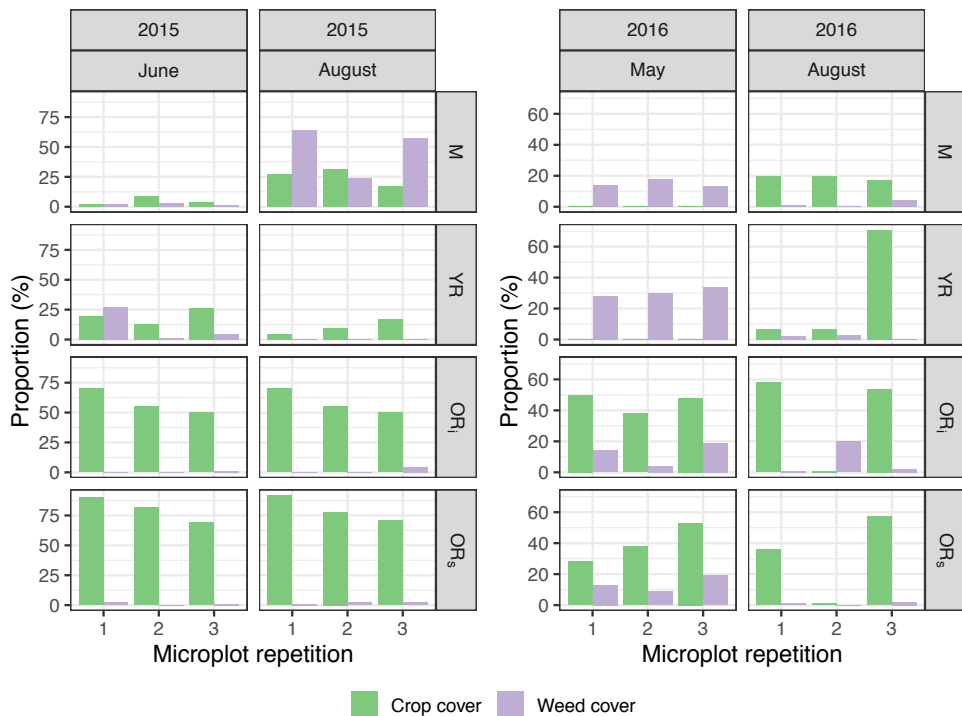 2015 2015 2016 2016
June August May August
75 50 25 0 M 60 40 20 0 M
75 50 25 0 YR 60 40 20 0 YR
75 50 25 0 ORi 60 40 20 0 ORi
75 50 25 0 ORs 60 40 20 0 ORs
Proportion (%) Proportion (%)
1 2 3 1 2 3 1 2 3 1 2 3
Microplot repetition Microplot repetition
Crop cover Weed cover